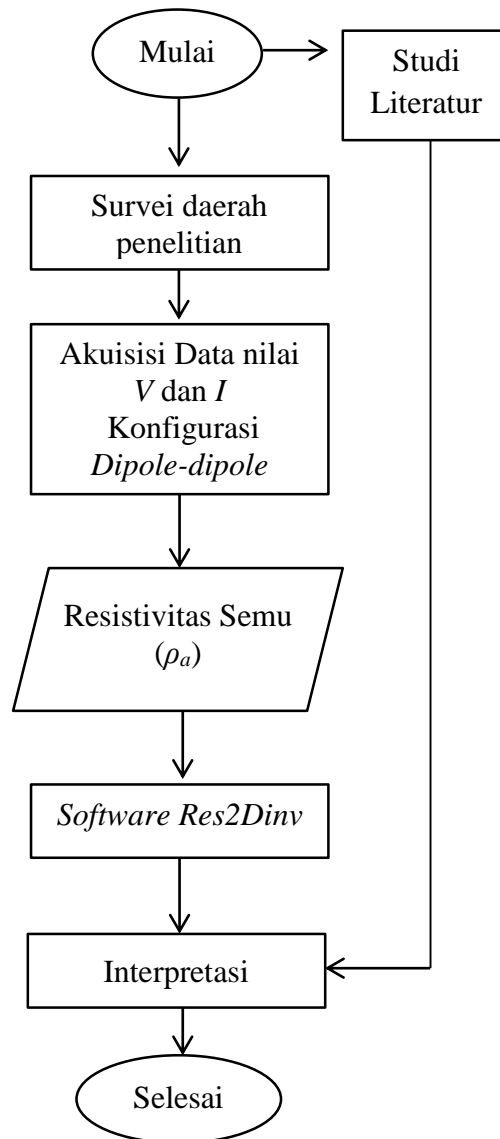 Mulai
Studi
Literatur
Survei daerah
penelitian
Akuisisi Data nilai
V dan I
Konfigurasi
Dipole-dipole
Resistivitas Semu
(ρₐ)
Software Res2Dinv
Interpretasi
Selesai